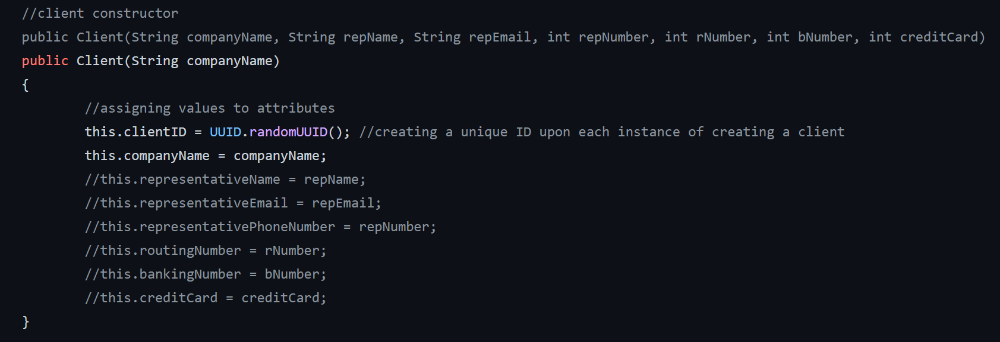 //client constructor
public Client(String companyName, String repName, String repEmail, int repNumber, int rNumber, int bNumber, int creditCard)
public Client(String companyName)
{
        //assigning values to attributes
        this.clientID = UUID.randomUUID(); //creating a unique ID upon each instance of creating a client
        this.companyName = companyName;
        //this.representativeName = repName;
        //this.representativeEmail = repEmail;
        //this.representativePhoneNumber = repNumber;
        //this.routingNumber = rNumber;
        //this.bankingNumber = bNumber;
        //this.creditCard = creditCard;
}